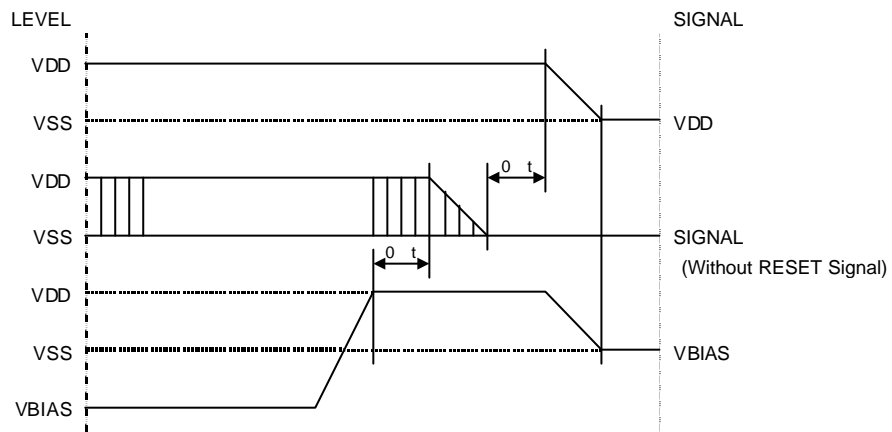 LEVEL SIGNAL
VDD
VSS VDD
0 t
VDD
VSS SIGNAL
(Without RESET Signal)
0 t
VDD
VSS VBIAS
VBIAS